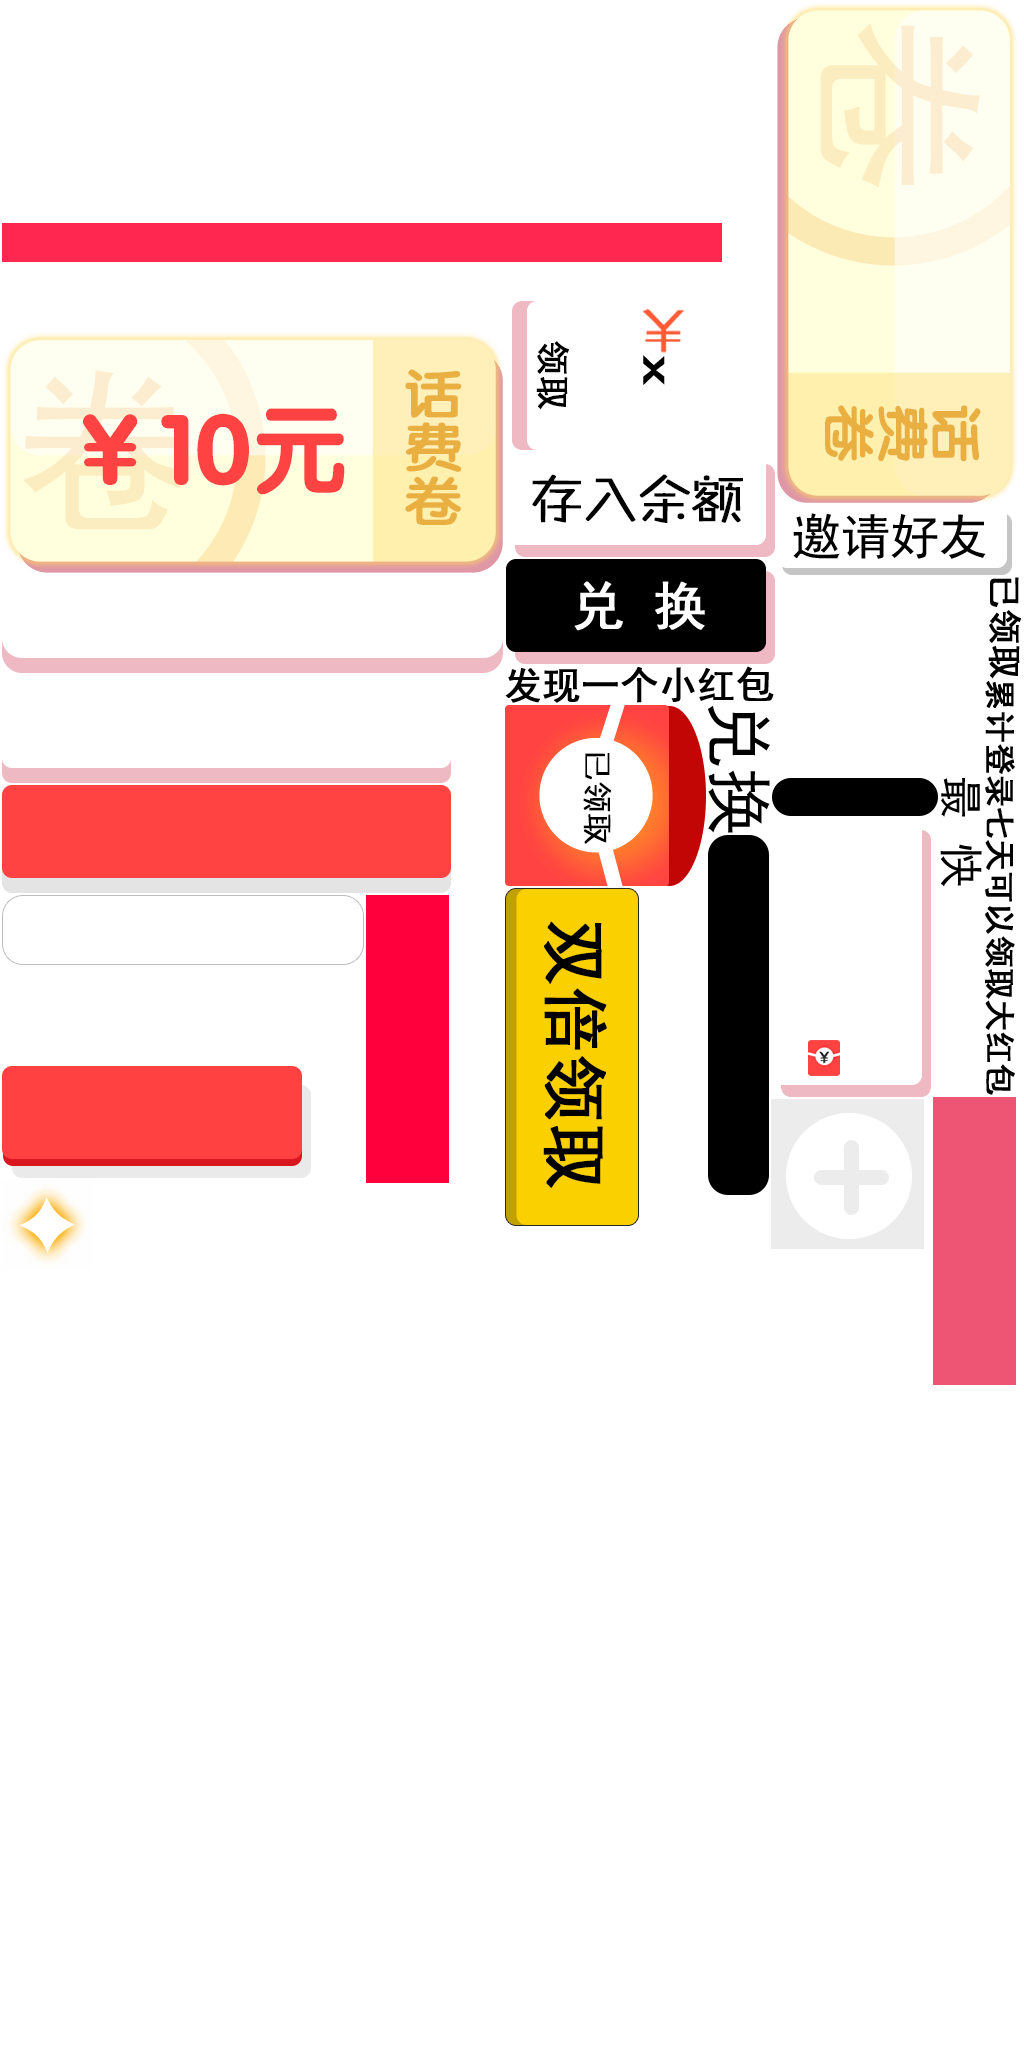 卷
话费卷
领取
¥
x
卷
¥10元
话费卷
存入余额
邀请好友
兑 换
已领取累计登录七天可以领取大红包
发现一个小红包
兑换
已领取
最快
双倍领取
¥